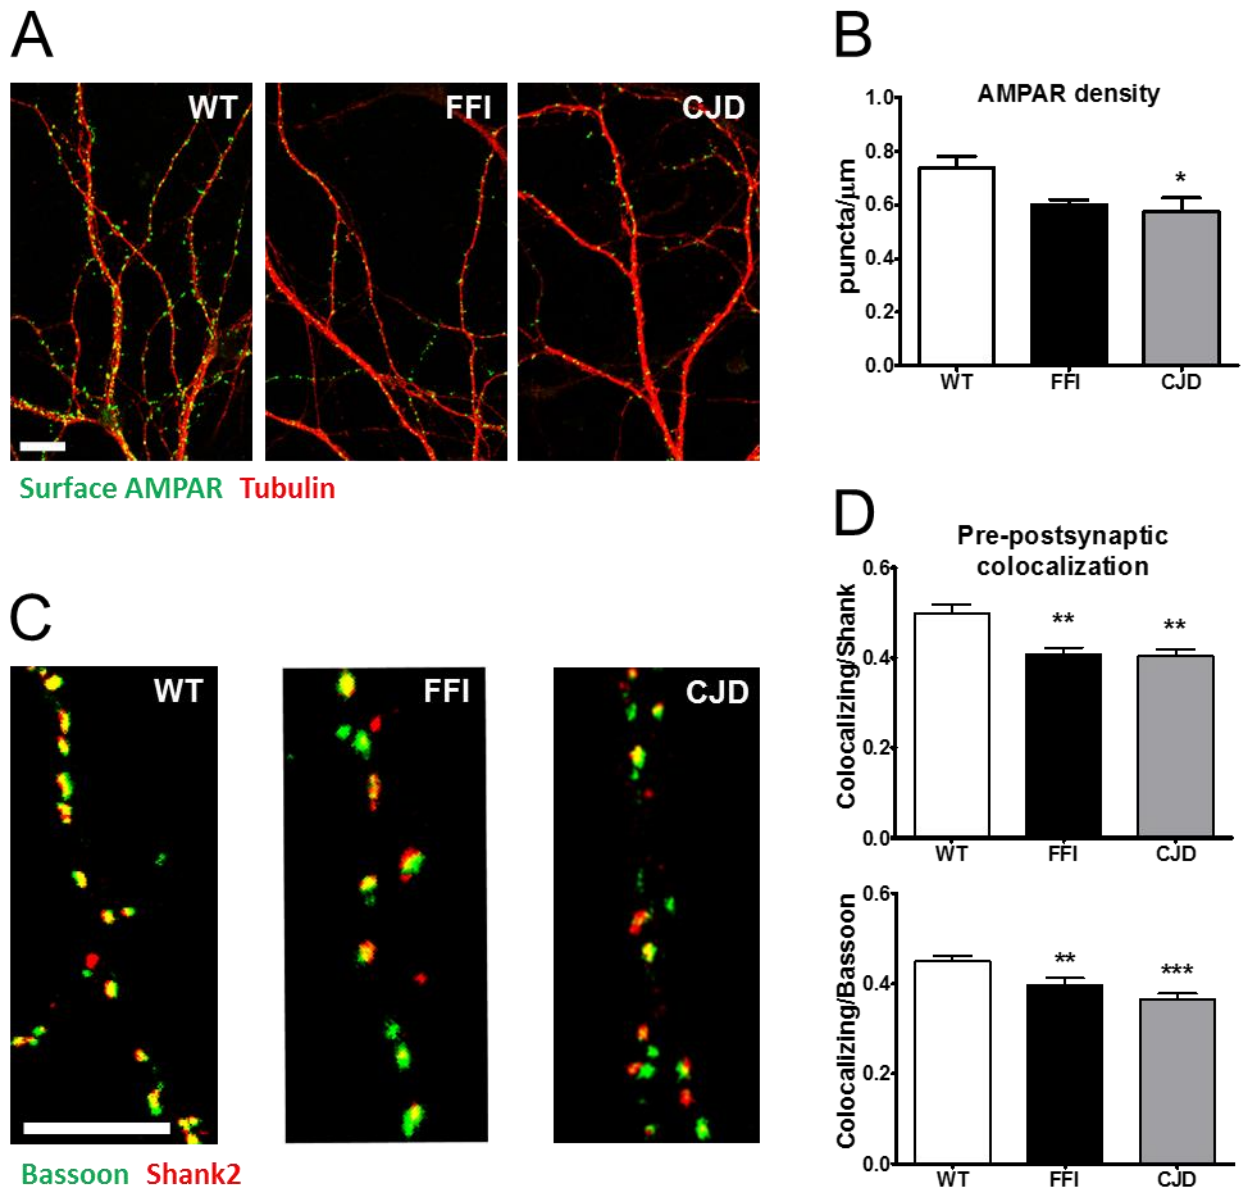 A
WT
FFI
CJD
Surface AMPAR Tubulin
B
AMPAR density
puncta/µm
1.0
0.8
0.6
0.4
0.2
0.0
*
WT
FFI
CJD
C
WT
FFI
CJD
Bassoon Shank2
D
Pre-postsynaptic
colocalization
Colocalizing/Shank
0.6
0.4
0.2
0.0
**
**
WT
FFI
CJD
Colocalizing/Bassoon
0.6
0.4
0.2
0.0
**
***
WT
FFI
CJD